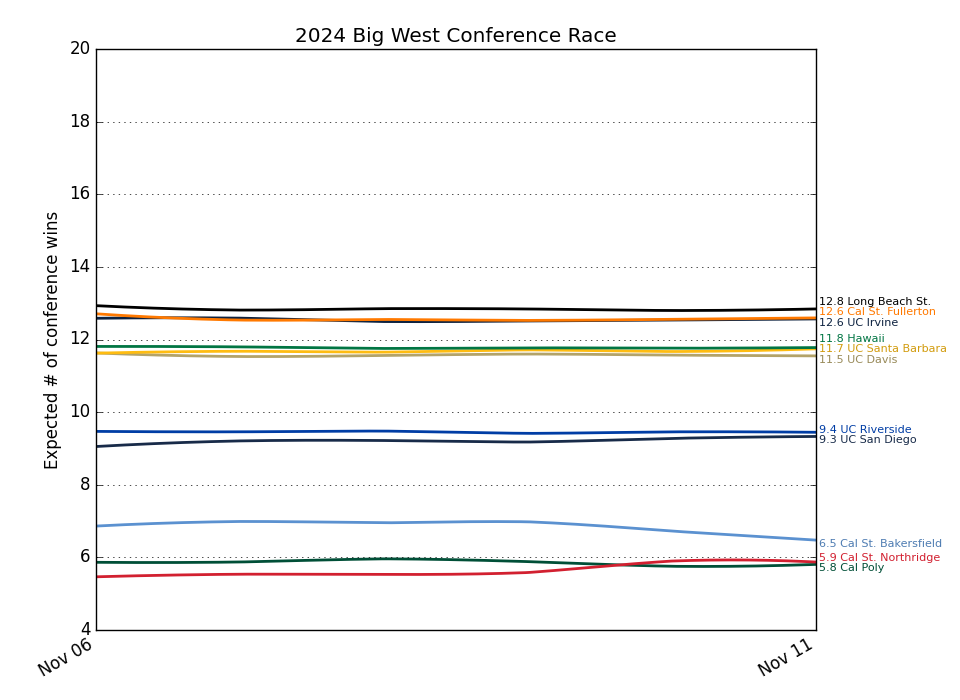 2024 Big West Conference Race
Expected # of conference wins
20
18
16
14
12
10
8
6
4
12.8 Long Beach St.
12.6 Cal St. Fullerton
12.6 UC Irvine
11.8 Hawaii
11.7 UC Santa Barbara
11.5 UC Davis
9.4 UC Riverside
9.3 UC San Diego
6.5 Cal St. Bakersfield
5.9 Cal St. Northridge
5.8 Cal Poly
Nov 06
Nov 11